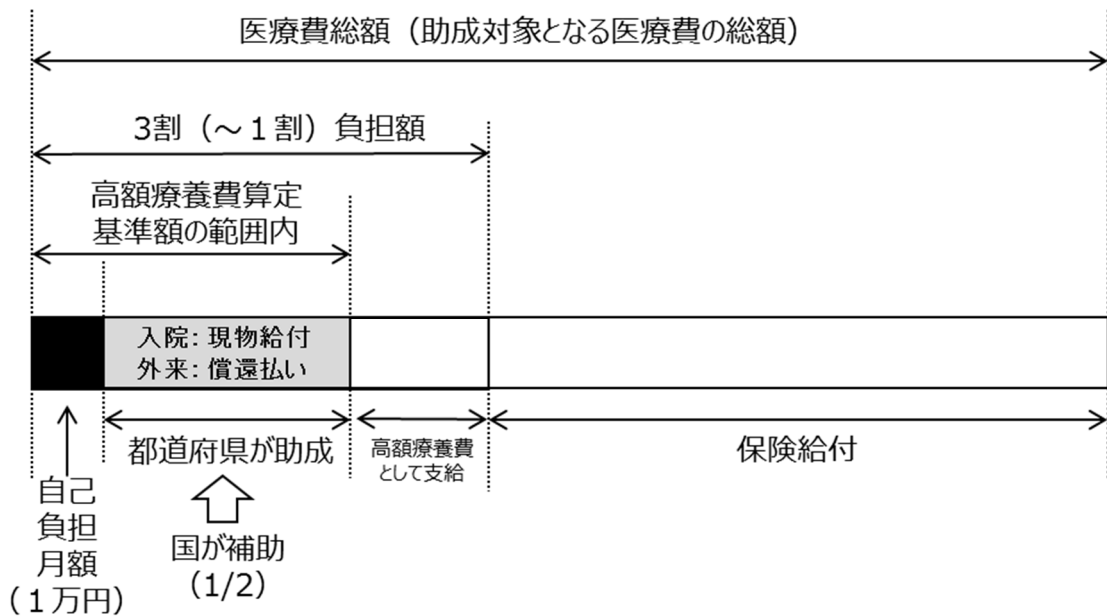 医療費総額（助成対象となる医療費の総額）
3割（～１割）負担額
高額療養費算定
基準額の範囲内
入院：現物給付
外来：償還払い
都道府県が助成
高額療養費
として支給
保険給付
自己
負担
月額
（１万円）
国が補助
（1/2）